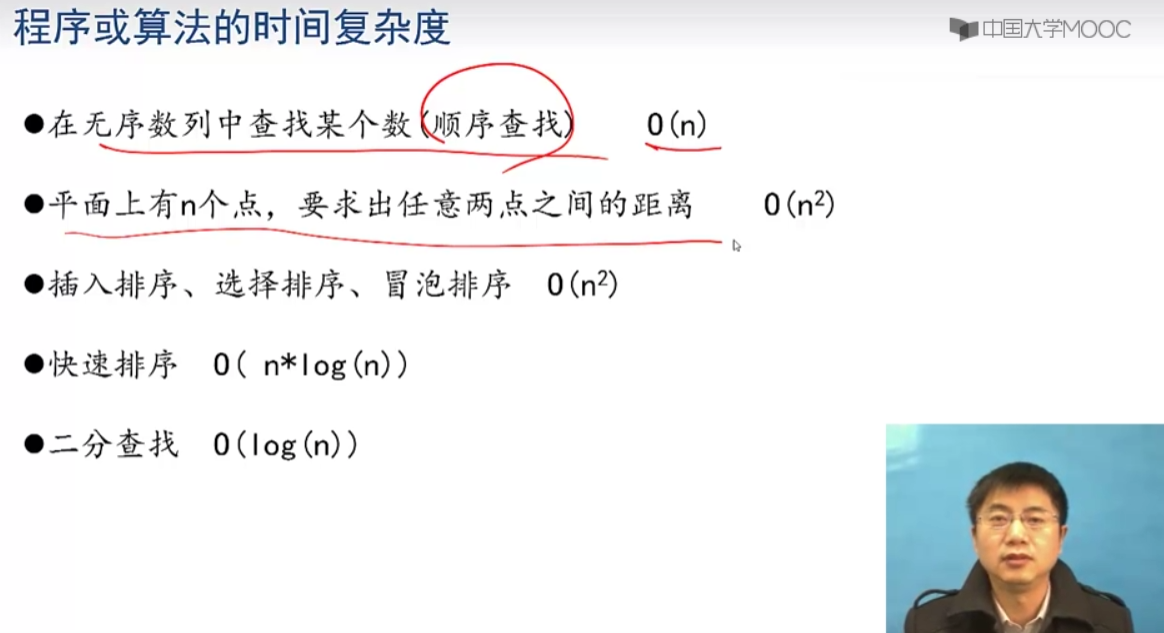 程序或算法的时间复杂度
中国大学MOOC
●在无序数列中查找某个数(顺序查找) O(n)
●平面上有n个点，要求出任意两点之间的距离 O(n²)
●插入排序、选择排序、冒泡排序 O(n²)
●快速排序 O( n*log(n))
●二分查找 O(log(n))